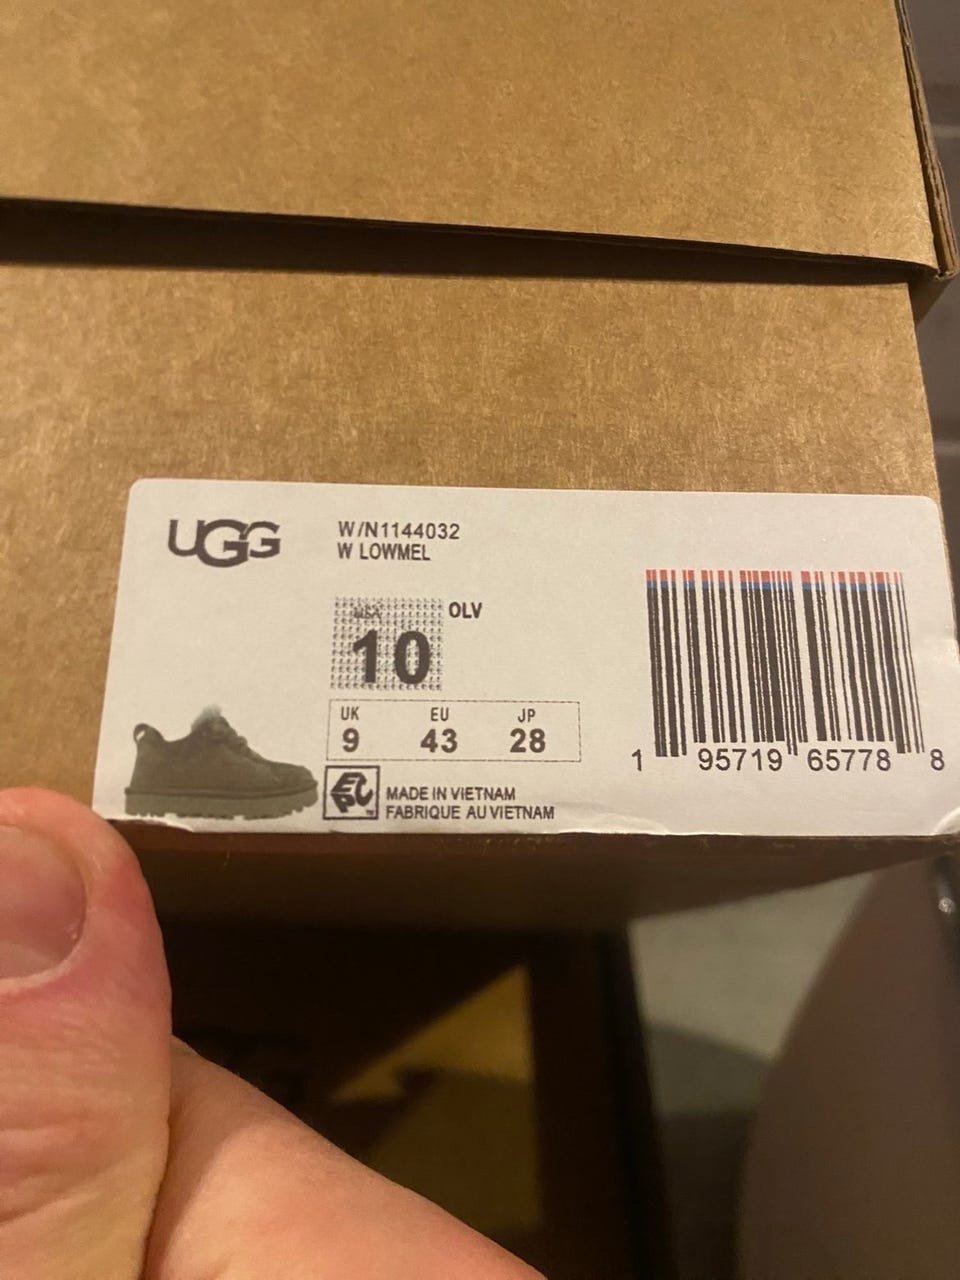 UGG
W/N1144032
W LOWMEL
USA
10
OLV
UK EU JP
9 43 28
MADE IN VIETNAM
FABRIQUE AU VIETNAM
1 95719 65778 8